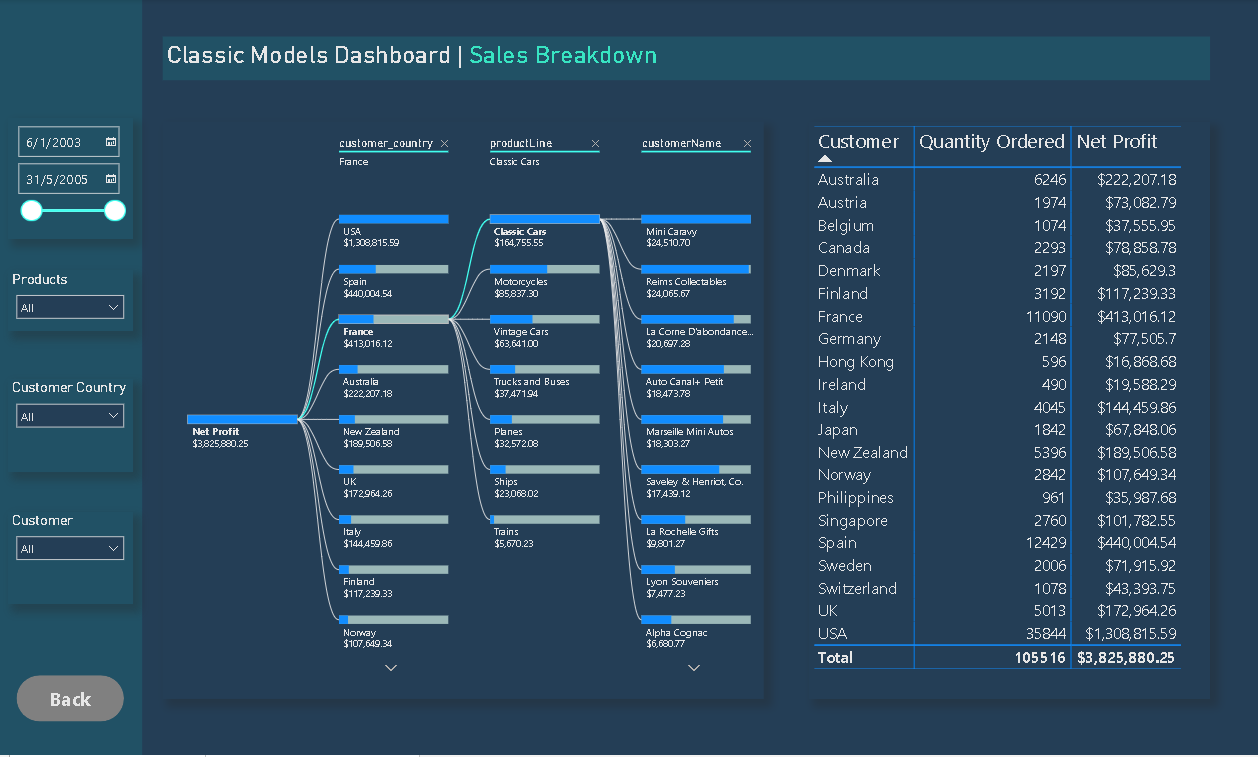 Classic Models Dashboard | Sales Breakdown
6/1/2003
31/5/2005
Products
All
Customer Country
All
Customer
All
Back
customer_country
France
productLine
Classic Cars
customerName
Net Profit
$3,825,880.25
USA
$1,308,815.59
Spain
$440,004.54
France
$413,016.12
Australia
$222,207.18
New Zealand
$189,506.58
UK
$172,964.26
Italy
$144,459.86
Finland
$117,239.33
Norway
$107,649.34
Classic Cars
$164,755.55
Motorcycles
$85,837.30
Vintage Cars
$63,641.00
Trucks and Buses
$37,471.94
Planes
$32,572.08
Ships
$23,068.02
Trains
$5,670.23
Mini Caravy
$24,510.70
Reims Collectables
$24,065.67
La Corne D'abondance...
$20,697.28
Auto Canal+ Petit
$18,473.78
Marseille Mini Autos
$18,303.27
Saveley & Henriot, Co.
$17,439.12
La Rochelle Gifts
$9,801.27
Lyon Souveniers
$7,477.23
Alpha Cognac
$6,680.77
Customer Quantity Ordered Net Profit
Australia 6246 $222,207.18
Austria 1974 $73,082.79
Belgium 1074 $37,555.95
Canada 2293 $78,858.78
Denmark 2197 $85,629.3
Finland 3192 $117,239.33
France 11090 $413,016.12
Germany 2148 $77,505.7
Hong Kong 596 $16,868.68
Ireland 490 $19,588.29
Italy 4045 $144,459.86
Japan 1842 $67,848.06
New Zealand 5396 $189,506.58
Norway 2842 $107,649.34
Philippines 961 $35,987.68
Singapore 2760 $101,782.55
Spain 12429 $440,004.54
Sweden 2006 $71,915.92
Switzerland 1078 $43,393.75
UK 5013 $172,964.26
USA 35844 $1,308,815.59
Total 105516 $3,825,880.25